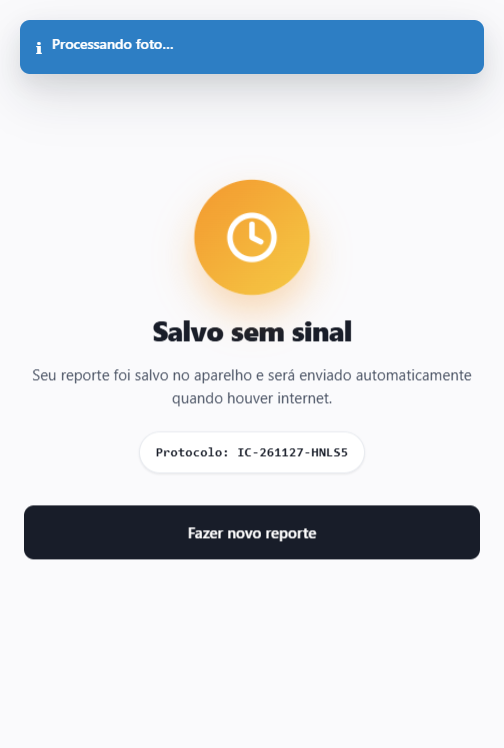 Processando foto...
Salvo sem sinal
Seu reporte foi salvo no aparelho e será enviado automaticamente
quando houver internet.
Protocolo: IC-261127-HNLS5
Fazer novo reporte